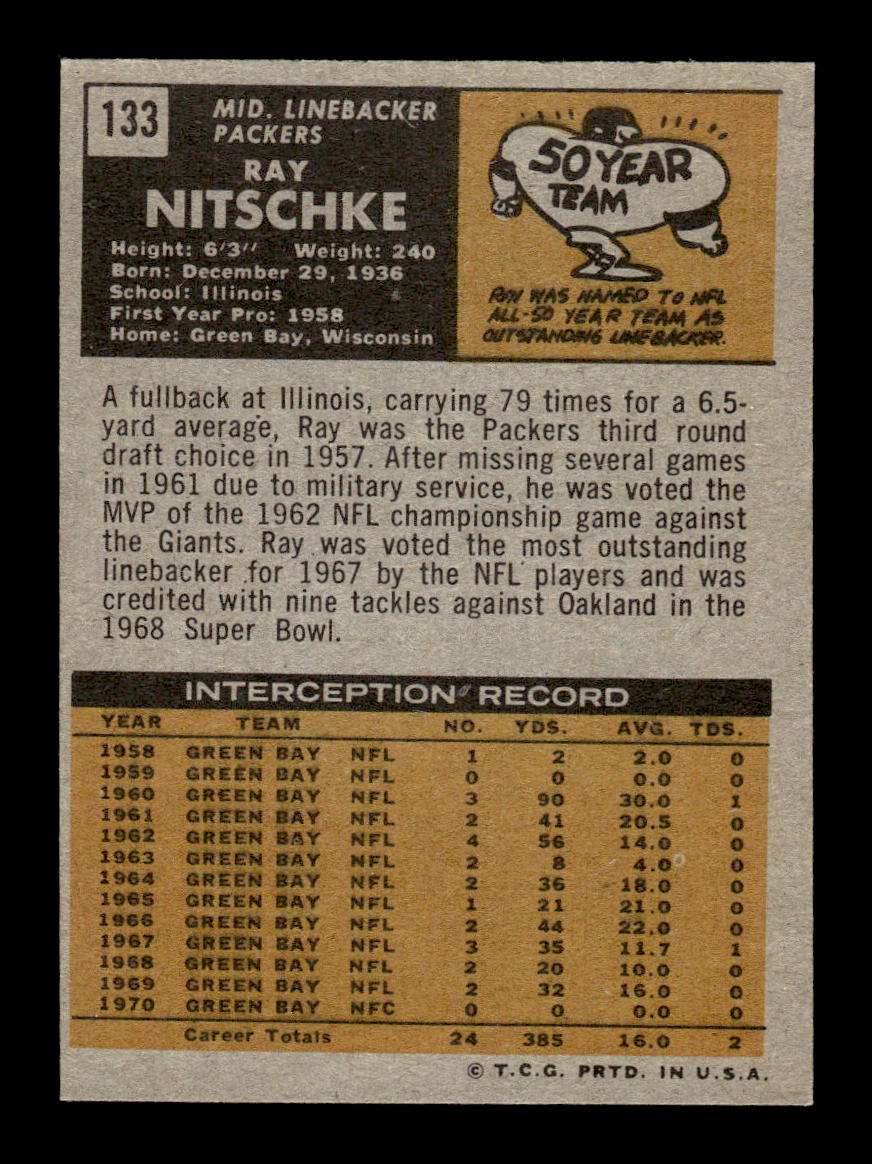 133
MID. LINEBACKER
PACKERS
RAY
NITSCHKE
Height: 6'3" Weight: 240
Born: December 29, 1936
School: Illinois
First Year Pro: 1958
Home: Green Bay, Wisconsin
50 YEAR
TEAM
RAY WAS NAMED TO NFL
ALL-50 YEAR TEAM AS
OUTSTANDING LINEBACKER.
A fullback at Illinois, carrying 79 times for a 6.5-
yard average, Ray was the Packers third round
draft choice in 1957. After missing several games
in 1961 due to military service, he was voted the
MVP of the 1962 NFL championship game against
the Giants. Ray was voted the most outstanding
linebacker for 1967 by the NFL players and was
credited with nine tackles against Oakland in the
1968 Super Bowl.
INTERCEPTION RECORD
YEAR TEAM NO. YDS. AVG. TDS.
1958 GREEN BAY NFL 1 2 2.0 0
1959 GREEN BAY NFL 0 0 0.0 0
1960 GREEN BAY NFL 3 90 30.0 1
1961 GREEN BAY NFL 2 41 20.5 0
1962 GREEN BAY NFL 4 56 14.0 0
1963 GREEN BAY NFL 2 8 4.0 0
1964 GREEN BAY NFL 2 36 18.0 0
1965 GREEN BAY NFL 1 21 21.0 0
1966 GREEN BAY NFL 2 44 22.0 0
1967 GREEN BAY NFL 3 35 11.7 1
1968 GREEN BAY NFL 2 20 10.0 0
1969 GREEN BAY NFL 2 32 16.0 0
1970 GREEN BAY NFC 0 0 0.0 0
Career Totals 24 385 16.0 2
© T.C.G. PRTD. IN U.S.A.